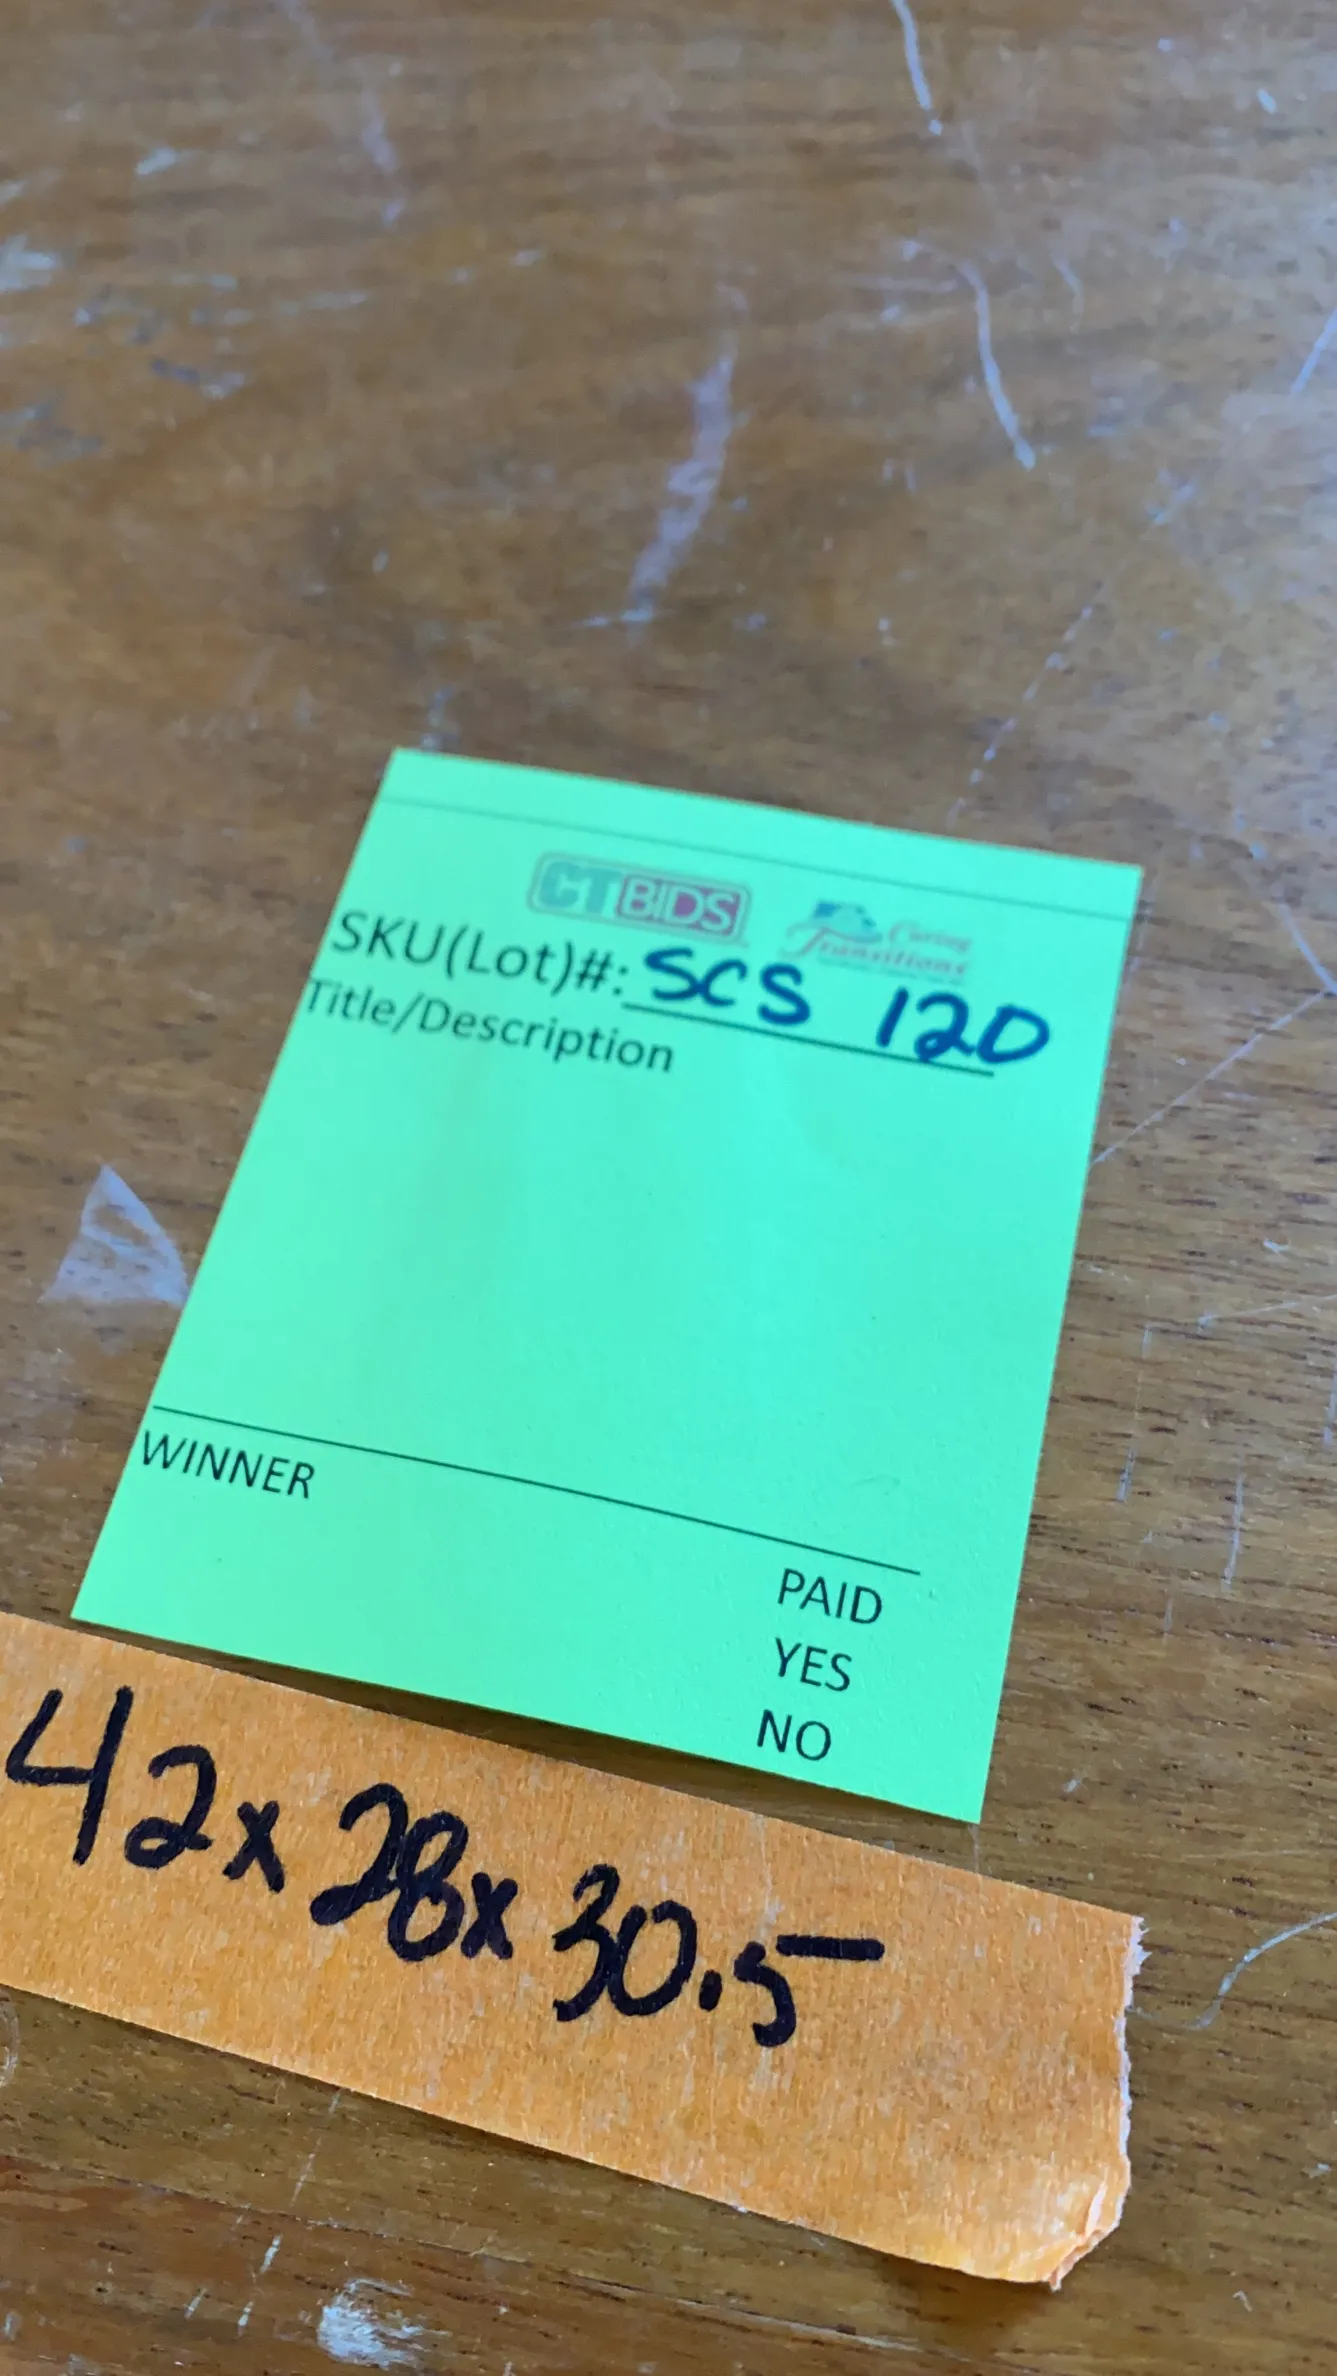 CTBIDS Caring Transitions
SKU(Lot)#: SCS 120
Title/Description
WINNER
PAID
YES
NO
42x28x30.5